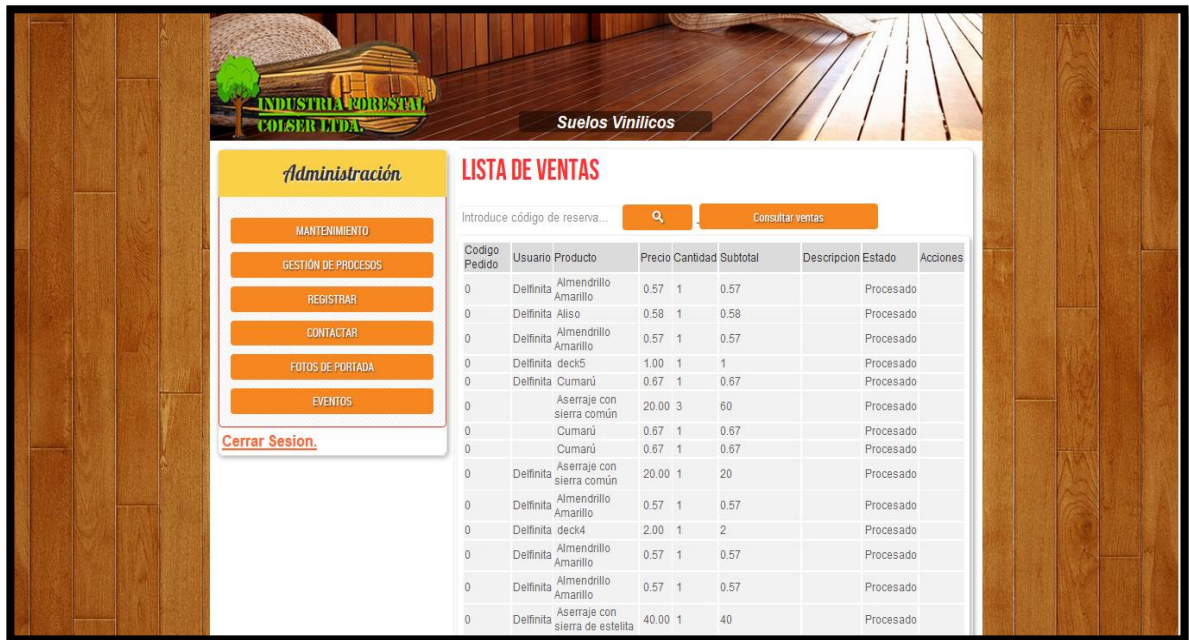 INDUSTRIA FORESTAL
COLSER LTDA.
Suelos Vinilicos
Administración
MANTENIMIENTO
GESTIÓN DE PROCESOS
REGISTRAR
CONTACTAR
FOTOS DE PORTADA
EVENTOS
Cerrar Sesion.
LISTA DE VENTAS
Introduce código de reserva... Consultar ventas
Codigo Pedido Usuario Producto Precio Cantidad Subtotal Descripcion Estado Acciones
0 Delfinita Almendrillo Amarillo 0.57 1 0.57 Procesado
0 Delfinita Aliso 0.58 1 0.58 Procesado
0 Delfinita Almendrillo Amarillo 0.57 1 0.57 Procesado
0 Delfinita deck5 1.00 1 1 Procesado
0 Delfinita Cumarú 0.67 1 0.67 Procesado
0 Aserraje con sierra común 20.00 3 60 Procesado
0 Cumarú 0.67 1 0.67 Procesado
0 Cumarú 0.67 1 0.67 Procesado
0 Delfinita Aserraje con sierra común 20.00 1 20 Procesado
0 Delfinita Almendrillo Amarillo 0.57 1 0.57 Procesado
0 Delfinita deck4 2.00 1 2 Procesado
0 Delfinita Almendrillo Amarillo 0.57 1 0.57 Procesado
0 Delfinita Almendrillo Amarillo 0.57 1 0.57 Procesado
0 Delfinita Aserraje con sierra de estelita 40.00 1 40 Procesado